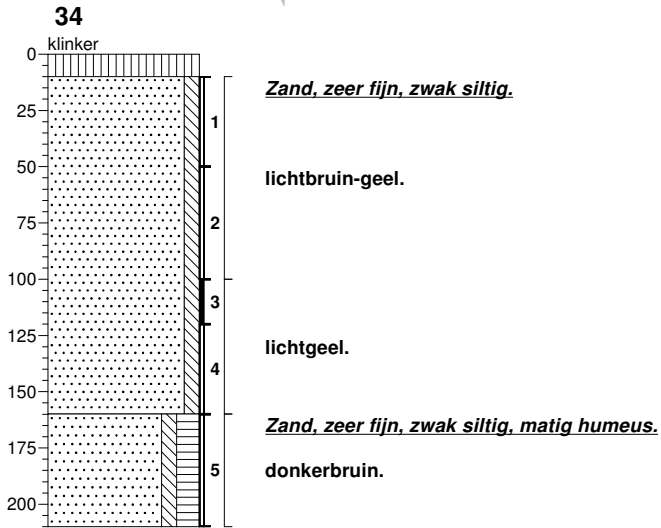 34
klinker
0
25
50
75
100
125
150
175
200
1
2
3
4
5
Zand, zeer fijn, zwak siltig.
lichtbruin-geel.
lichtgeel.
Zand, zeer fijn, zwak siltig, matig humeus.
donkerbruin.